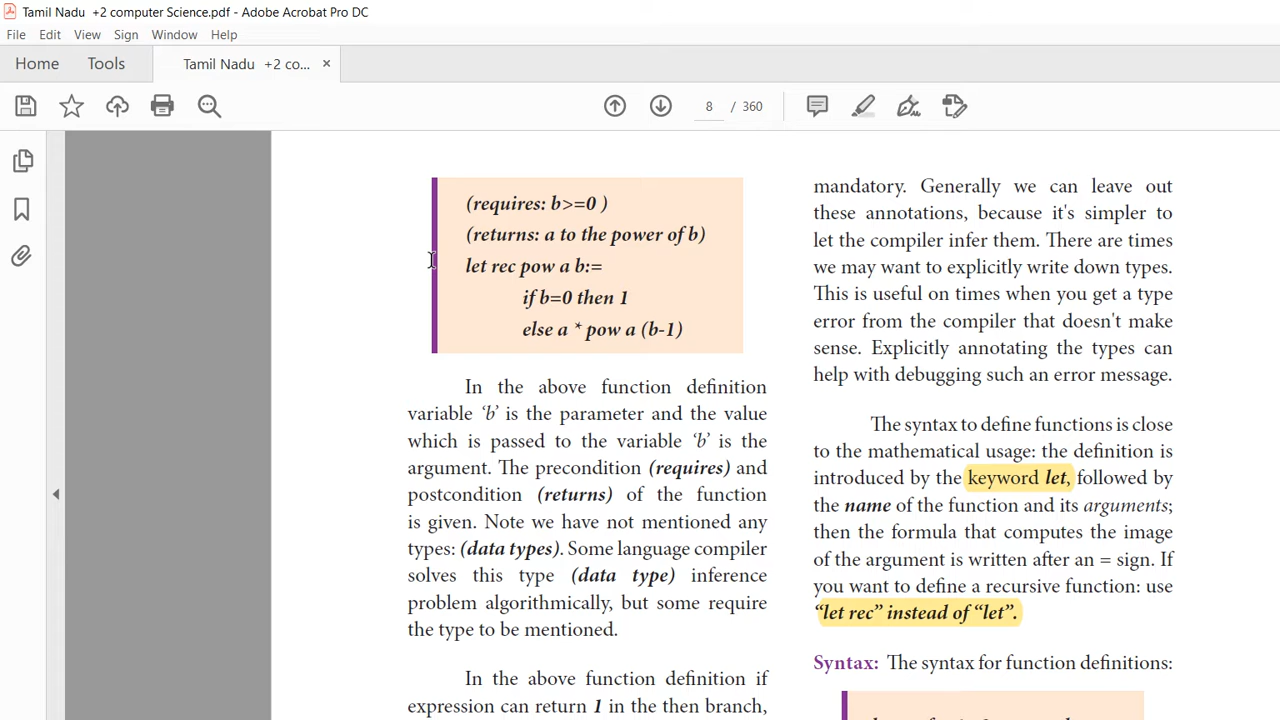 Tamil Nadu +2 computer Science.pdf - Adobe Acrobat Pro DC
File Edit View Sign Window Help
Home Tools Tamil Nadu +2 co... ×
8 / 360
(requires: b>=0 )
(returns: a to the power of b)
let rec pow a b:=
if b=0 then 1
else a * pow a (b-1)
In the above function definition
variable ‘b’ is the parameter and the value
which is passed to the variable ‘b’ is the
argument. The precondition (requires) and
postcondition (returns) of the function
is given. Note we have not mentioned any
types: (data types). Some language compiler
solves this type (data type) inference
problem algorithmically, but some require
the type to be mentioned.
In the above function definition if
expression can return 1 in the then branch,
mandatory. Generally we can leave out
these annotations, because it's simpler to
let the compiler infer them. There are times
we may want to explicitly write down types.
This is useful on times when you get a type
error from the compiler that doesn't make
sense. Explicitly annotating the types can
help with debugging such an error message.
The syntax to define functions is close
to the mathematical usage: the definition is
introduced by the keyword let, followed by
the name of the function and its arguments;
then the formula that computes the image
of the argument is written after an = sign. If
you want to define a recursive function: use
“let rec” instead of “let”.
Syntax: The syntax for function definitions: